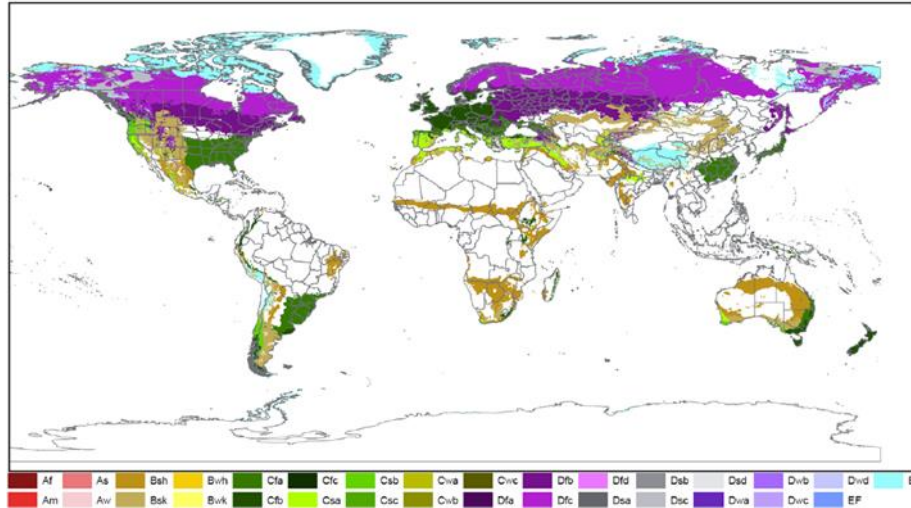 Af As Bsh Bwh Cfa Cfc Csb Cwa Cwc Dfb Dfd Dsb Dsd Dwb Dwd E
Am Aw Bsk Bwk Cfb Csa Csc Cwb Dfa Dfc Dsa Dsc Dwa Dwc EF